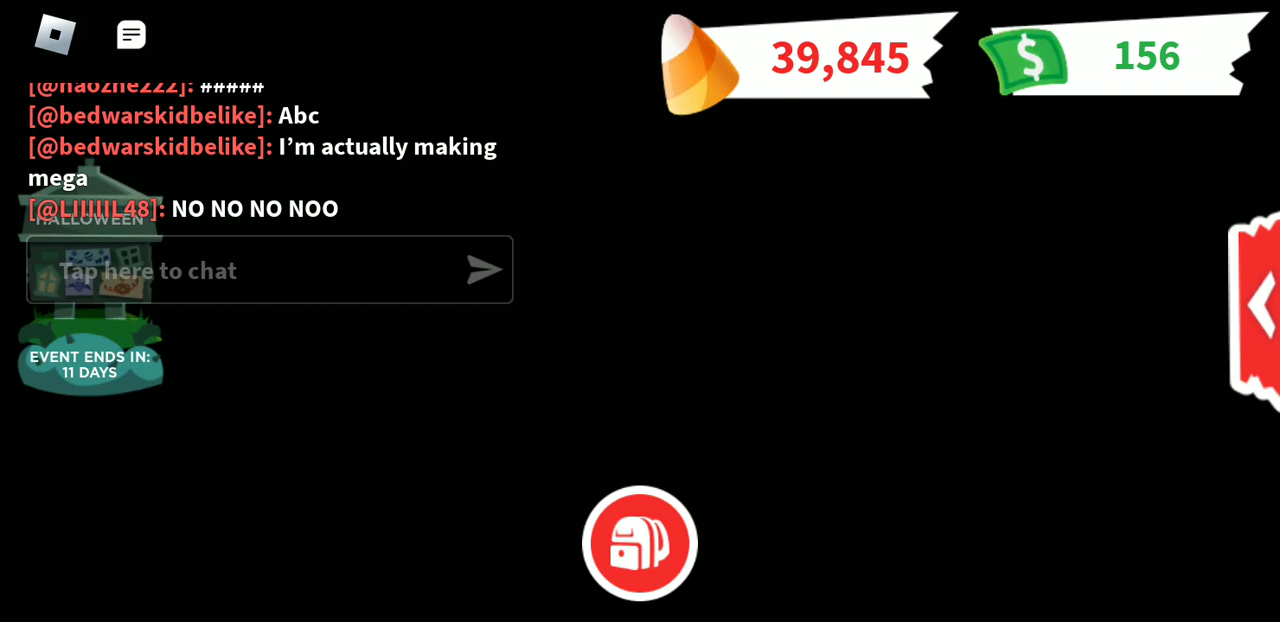 39,845
156
[@haozhe222]: #####
[@bedwarskidbelike]: Abc
[@bedwarskidbelike]: I’m actually making
mega
[@LIIIIIL48]: NO NO NO NOO
HALLOWEEN
Tap here to chat
EVENT ENDS IN:
11 DAYS